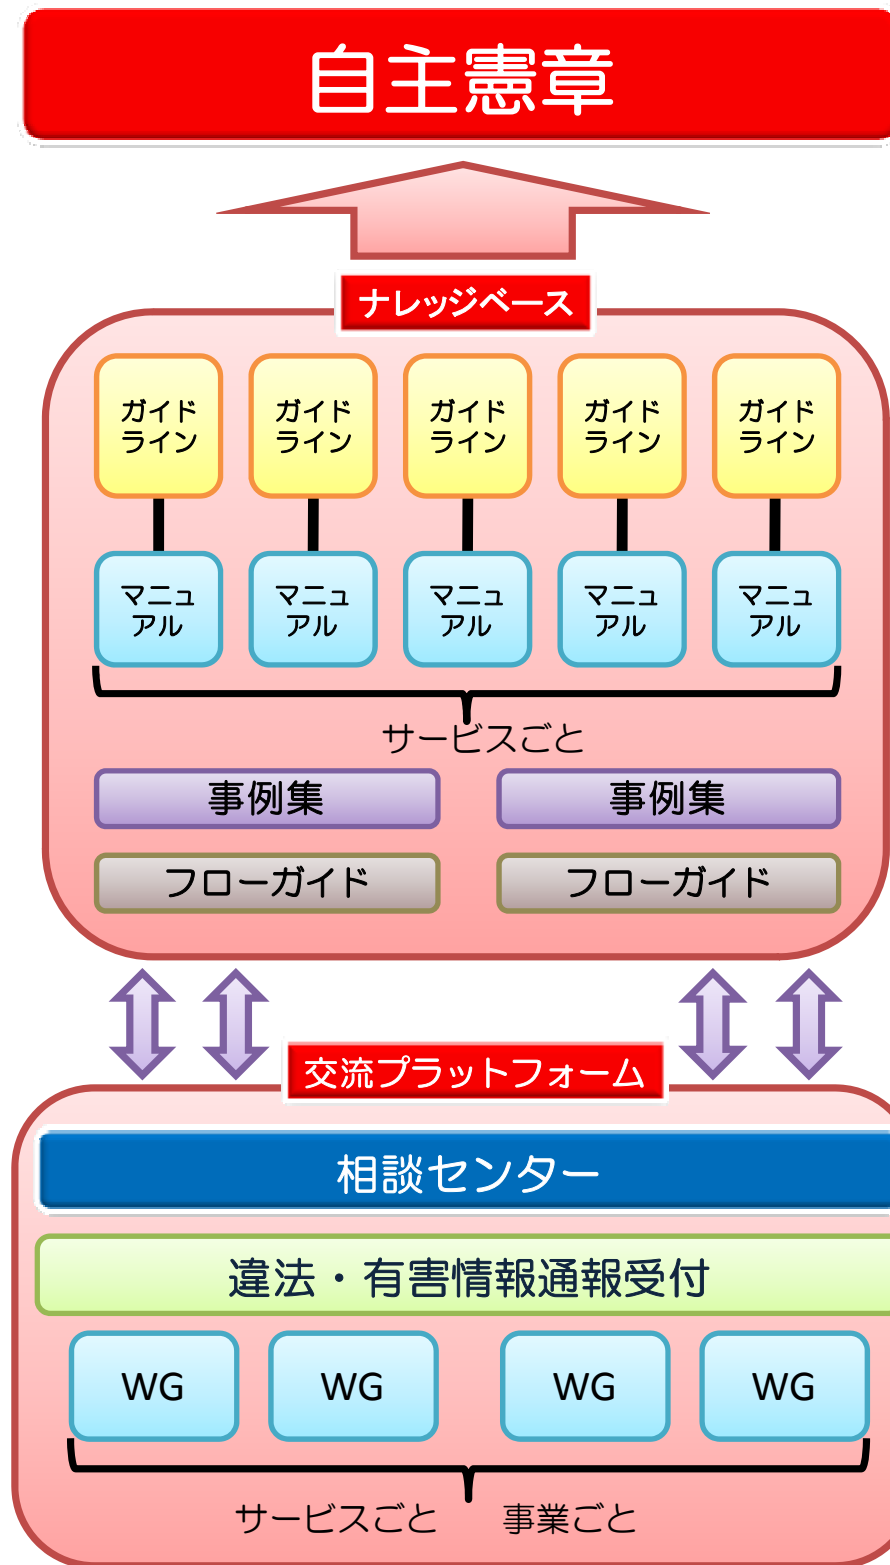 自主憲章
ナレッジベース
ガイド ガイド ガイド ガイド ガイド
ライン ライン ライン ライン ライン
マニュ マニュ マニュ マニュ マニュ
アル アル アル アル アル
サービスごと
事例集 事例集
フローガイド フローガイド
交流プラットフォーム
相談センター
違法・有害情報通報受付
WG WG WG WG
サービスごと 事業ごと